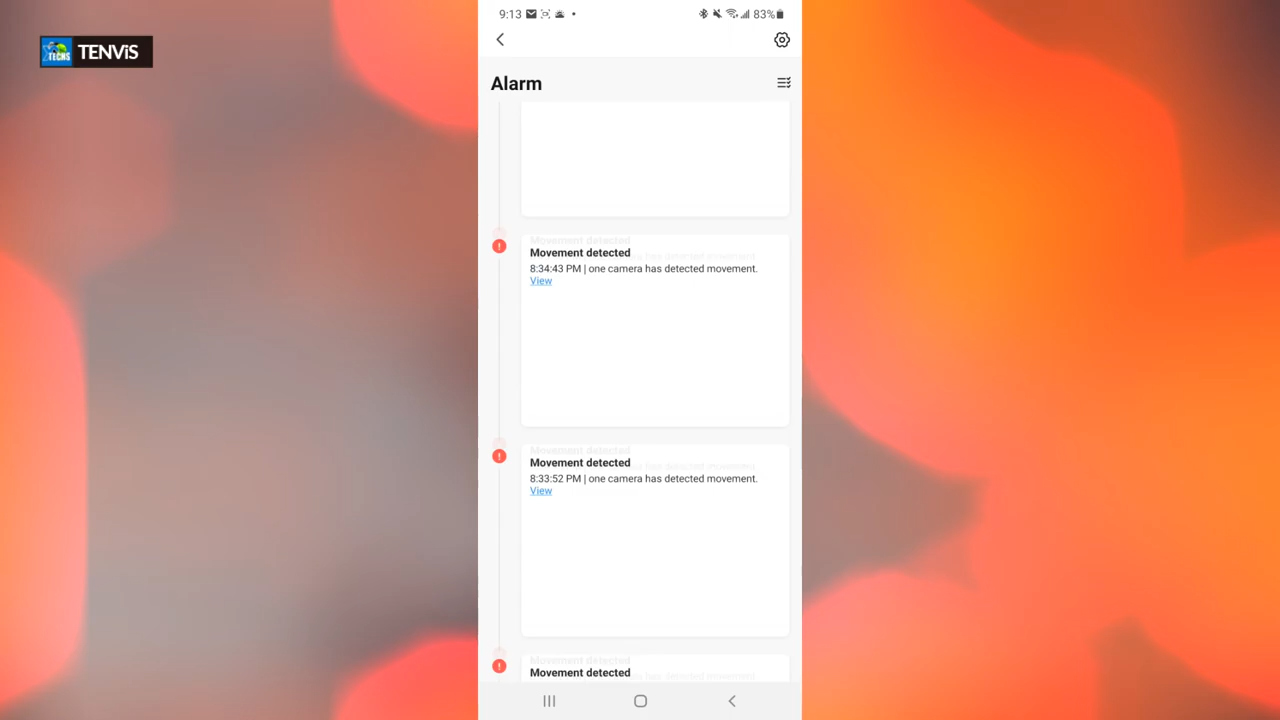 TECHS TENVIS
9:13
83%
Alarm
Movement detected
8:34:43 PM | one camera has detected movement.
View
Movement detected
8:33:52 PM | one camera has detected movement.
View
Movement detected